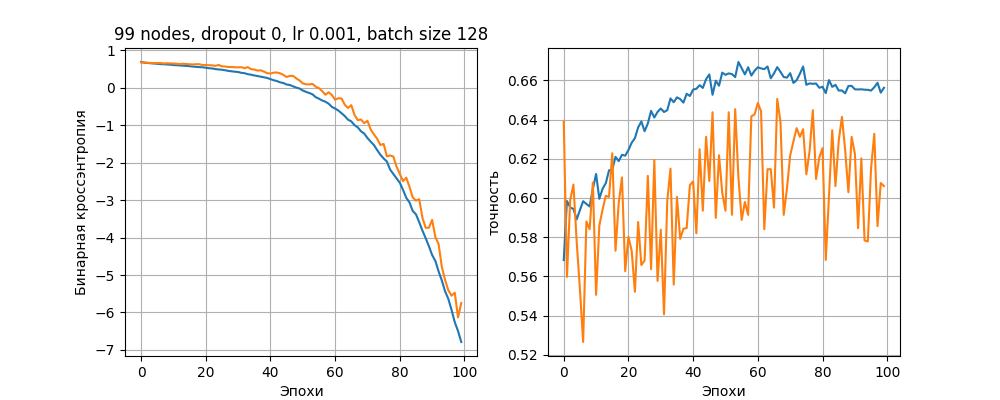 99 nodes, dropout 0, lr 0.001, batch size 128
Бинарная кроссэнтропия
1
0
−1
−2
−3
−4
−5
−6
−7
0 20 40 60 80 100
Эпохи
точность
0.66
0.64
0.62
0.60
0.58
0.56
0.54
0.52
0 20 40 60 80 100
Эпохи